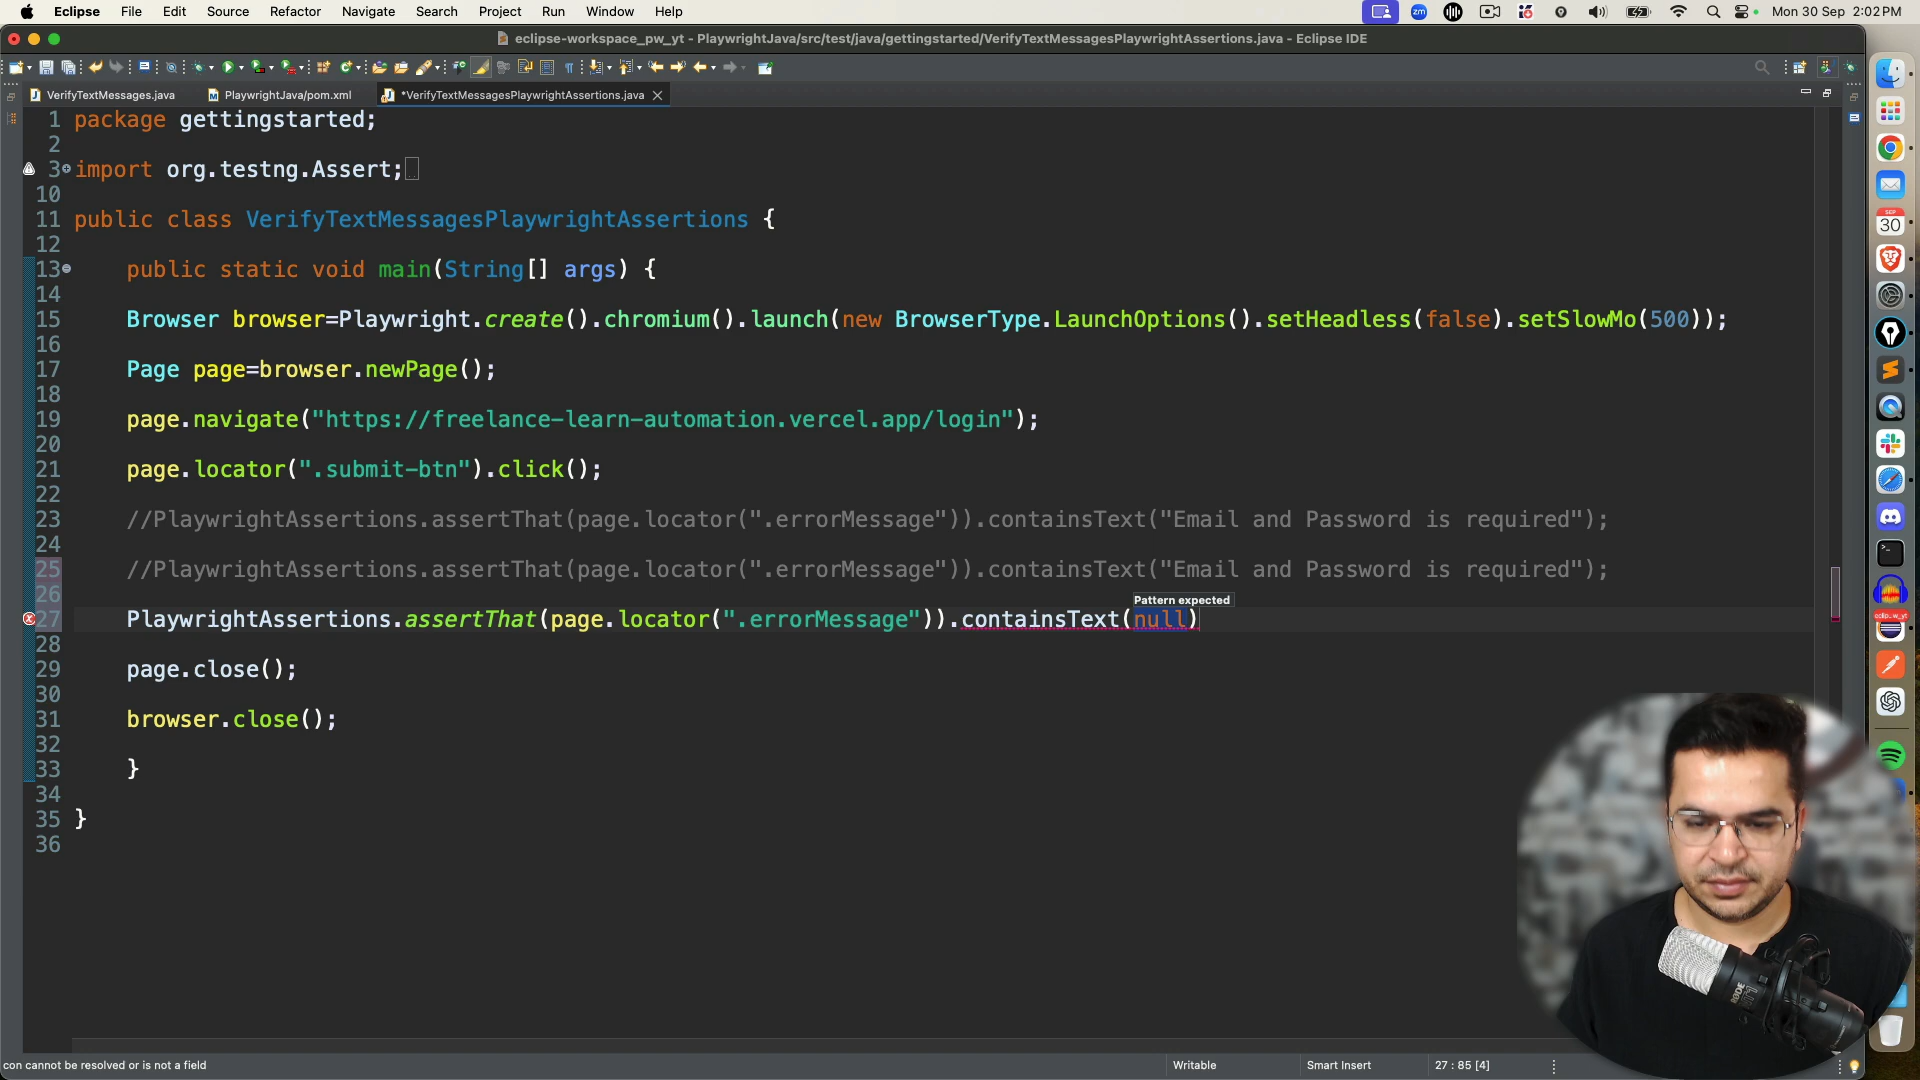 Eclipse File Edit Source Refactor Navigate Search Project Run Window Help zm Mon 30 Sep 2:02 PM
eclipse-workspace_pw_yt - PlaywrightJava/src/test/java/gettingstarted/VerifyTextMessagesPlaywrightAssertions.java - Eclipse IDE
VerifyTextMessages.java PlaywrightJava/pom.xml *VerifyTextMessagesPlaywrightAssertions.java
1 package gettingstarted;
2
3 import org.testng.Assert;
10
11 public class VerifyTextMessagesPlaywrightAssertions {
12
13 public static void main(String[] args) {
14
15 Browser browser=Playwright.create().chromium().launch(new BrowserType.LaunchOptions().setHeadless(false).setSlowMo(500));
16
17 Page page=browser.newPage();
18
19 page.navigate("https://freelance-learn-automation.vercel.app/login");
20
21 page.locator(".submit-btn").click();
22
23 //PlaywrightAssertions.assertThat(page.locator(".errorMessage")).containsText("Email and Password is required");
24
25 //PlaywrightAssertions.assertThat(page.locator(".errorMessage")).containsText("Email and Password is required");
26
Pattern expected
27 PlaywrightAssertions.assertThat(page.locator(".errorMessage")).containsText(null)
28
29 page.close();
30
31 browser.close();
32
33 }
34
35 }
36
SEP
30
RØDE
con cannot be resolved or is not a field Writable Smart Insert 27 : 85 [4]